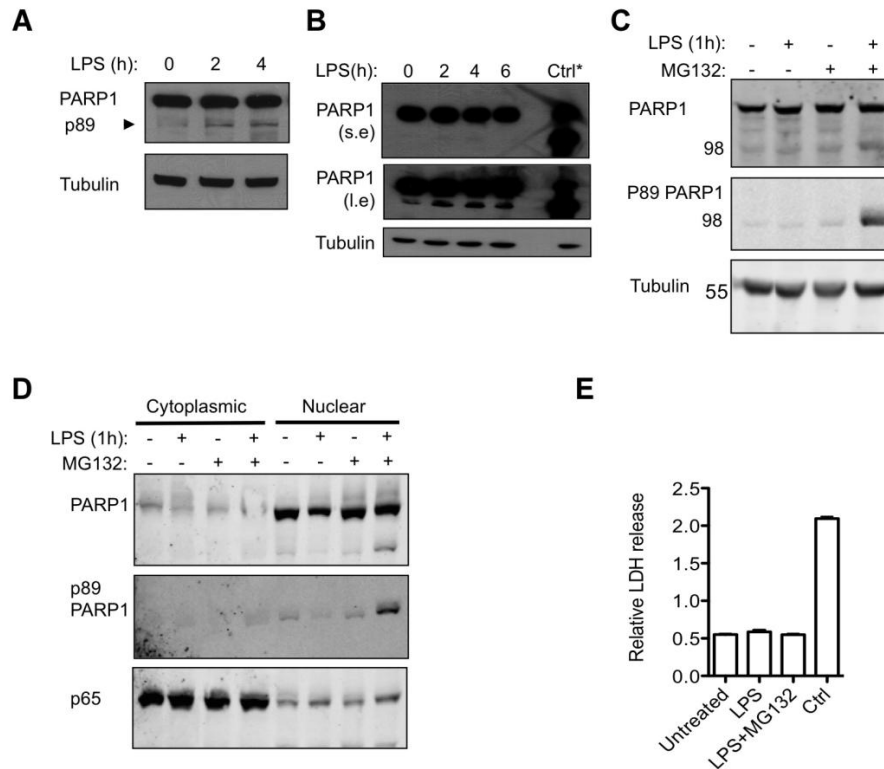 A
LPS (h):
0 2 4
PARP1
p89
Tubulin
B
LPS(h):
0 2 4 6 Ctrl*
PARP1
(s.e)
PARP1
(l.e)
Tubulin
C
LPS (1h): - + - +
MG132: - - + +
PARP1
98
P89 PARP1
98
Tubulin 55
D
Cytoplasmic Nuclear
LPS (1h): - + - + - + - +
MG132: - - + + - - + +
PARP1
p89
PARP1
p65
E
Relative LDH release
2.5
2.0
1.5
1.0
0.5
0.0
Untreated
LPS
LPS+MG132
Ctrl